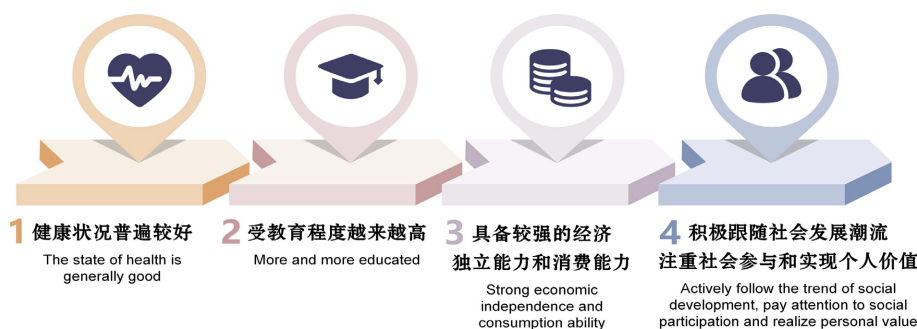 1 健康状况普遍较好
The state of health is
generally good
2 受教育程度越来越高
More and more educated
3 具备较强的经济
独立能力和消费能力
Strong economic
independence and
consumption ability
4 积极跟随社会发展潮流
注重社会参与和实现个人价值
Actively follow the trend of social
development, pay attention to social
participation and realize personal value